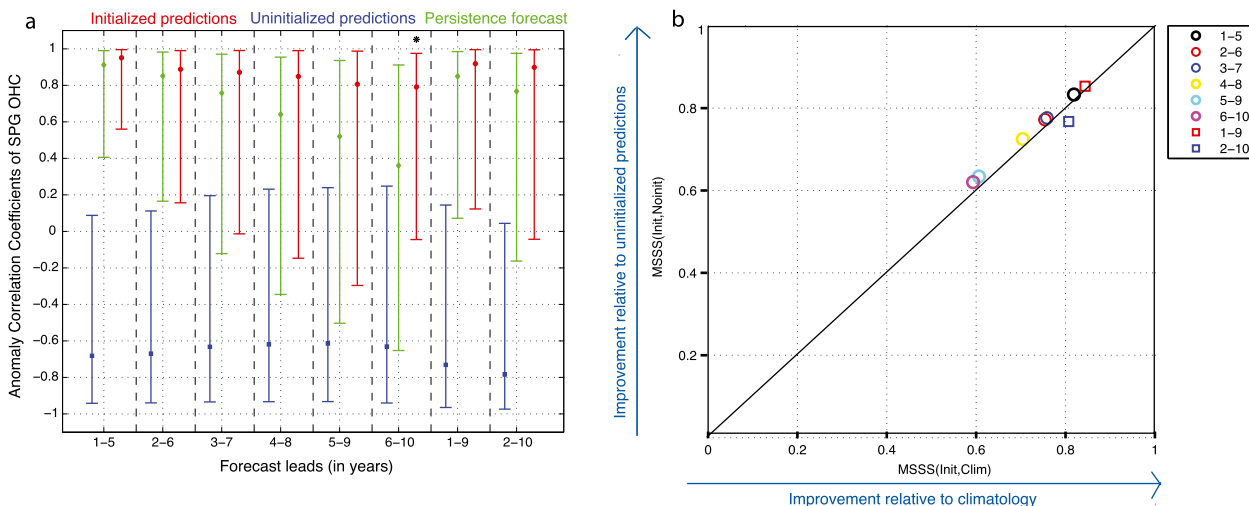 a
Initialized predictions Uninitialized predictions Persistence forecast
*
Anomaly Correlation Coefficients of SPG OHC
1
0.8
0.6
0.4
0.2
0
−0.2
−0.4
−0.6
−0.8
−1
1−5 2−6 3−7 4−8 5−9 6−10 1−9 2−10
Forecast leads (in years)
b
Improvement relative to uninitialized predictions
MSSS(Init,Noinit)
1
0.8
0.6
0.4
0.2
0 0.2 0.4 0.6 0.8 1
MSSS(Init,Clim)
Improvement relative to climatology
1−5
2−6
3−7
4−8
5−9
6−10
1−9
2−10